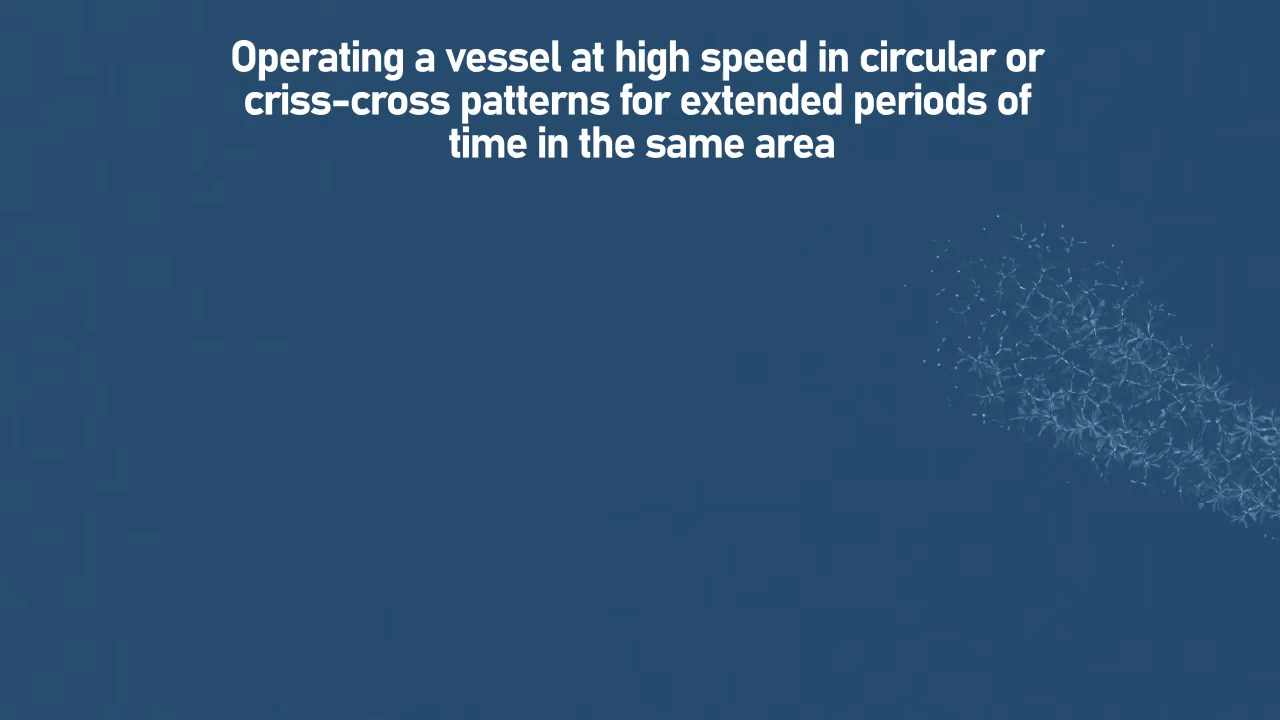 Operating a vessel at high speed in circular or
criss-cross patterns for extended periods of
time in the same area